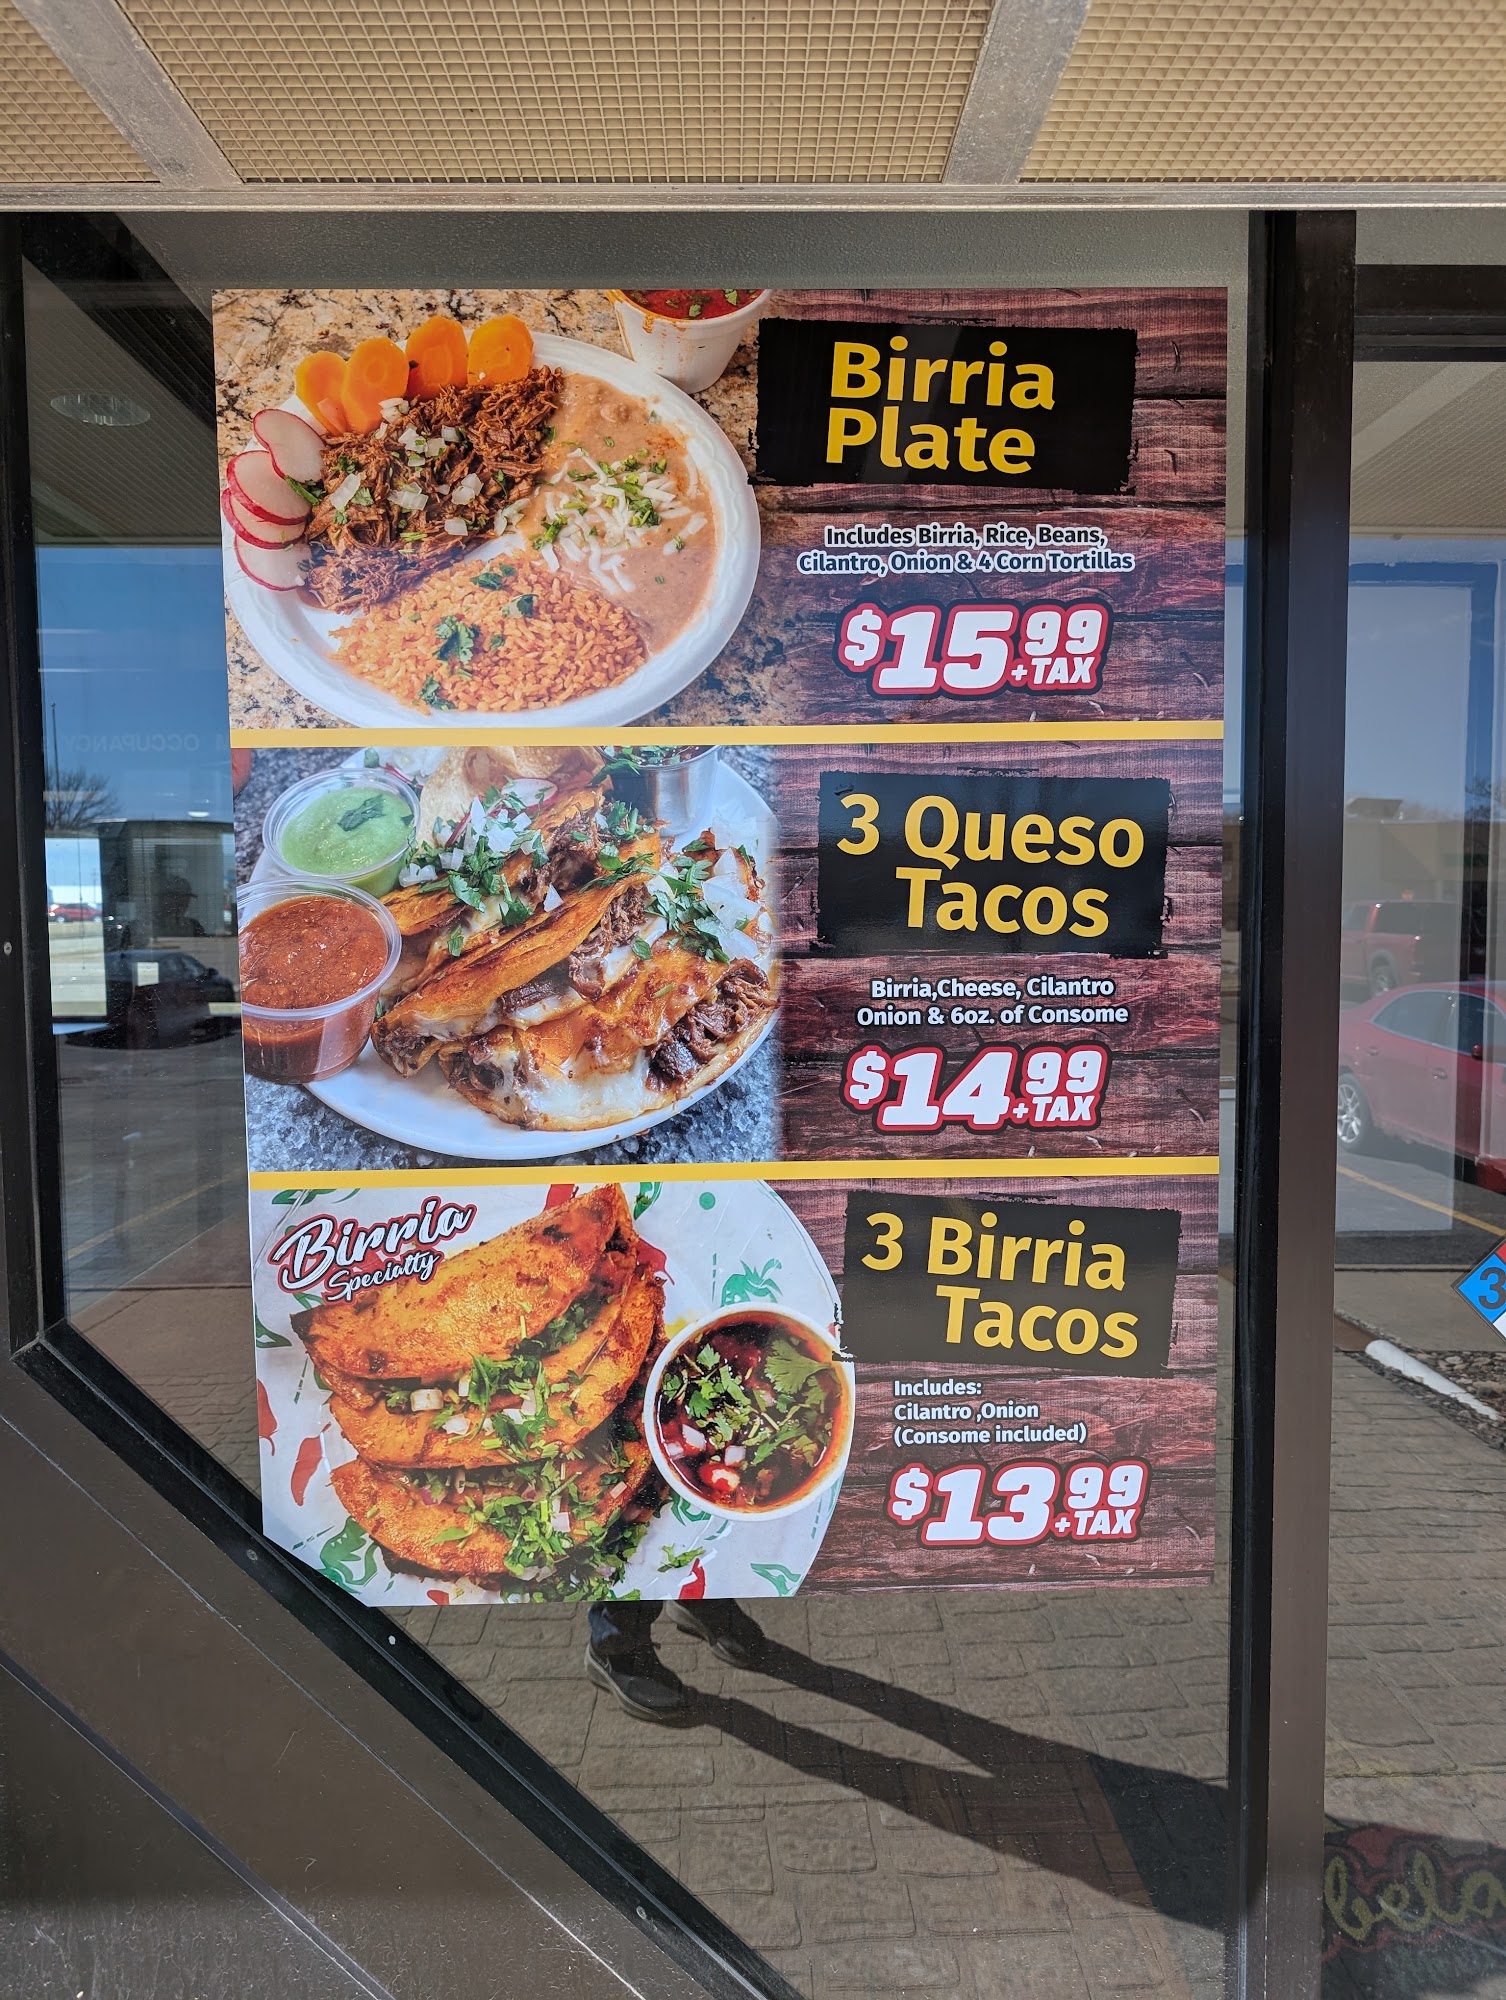 Birria
Plate
Includes Birria, Rice, Beans,
Cilantro, Onion & 4 Corn Tortillas
$15.99
+TAX
3 Queso
Tacos
Birria,Cheese, Cilantro
Onion & 6oz. of Consome
$14.99
+TAX
Birria
Specialty
3 Birria
Tacos
Includes:
Cilantro ,Onion
(Consome included)
$13.99
+TAX
OCCUPANCY
3